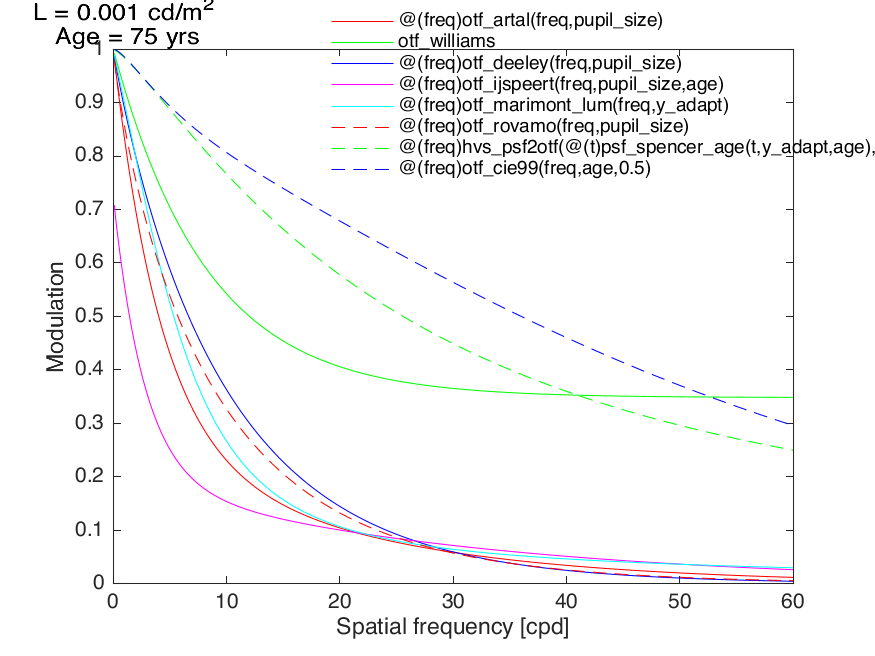 L = 0.001 cd/m²
Age = 75 yrs
@(freq)otf_artal(freq,pupil_size)
otf_williams
@(freq)otf_deeley(freq,pupil_size)
@(freq)otf_ijspeert(freq,pupil_size,age)
@(freq)otf_marimont_lum(freq,y_adapt)
@(freq)otf_rovamo(freq,pupil_size)
@(freq)hvs_psf2otf(@(t)psf_spencer_age(t,y_adapt,age),
@(freq)otf_cie99(freq,age,0.5)
1
0.9
0.8
0.7
0.6
0.5
0.4
0.3
0.2
0.1
0
Modulation
0 10 20 30 40 50 60
Spatial frequency [cpd]